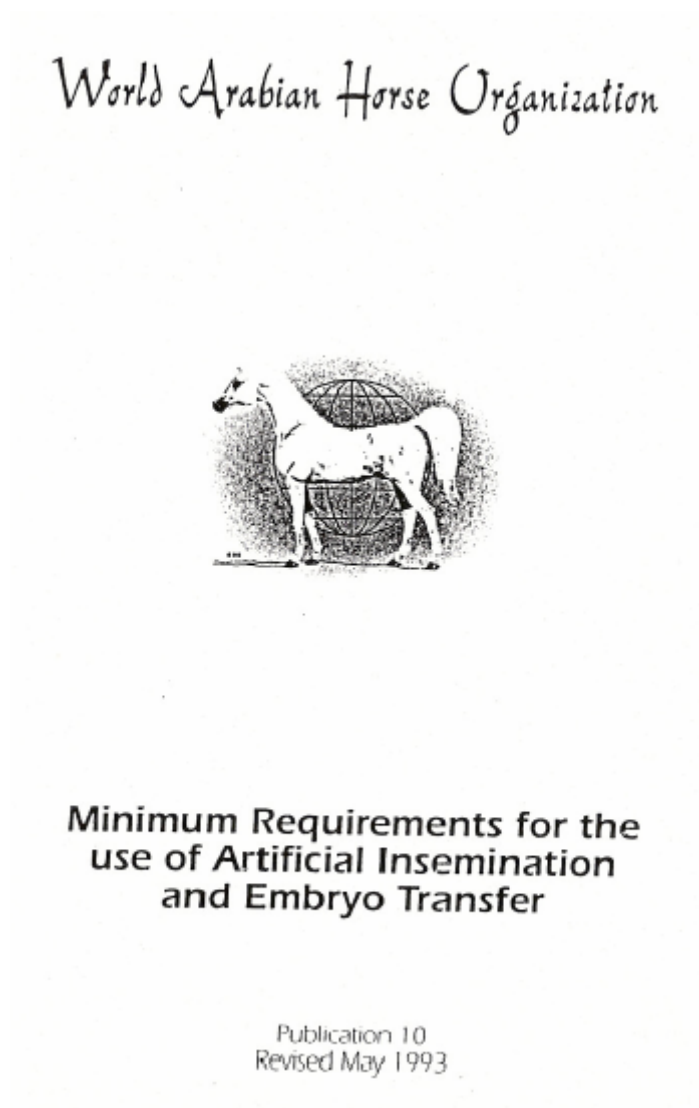 World Arabian Horse Organization
Minimum Requirements for the
use of Artificial Insemination
and Embryo Transfer
Publication 10
Revised May 1993